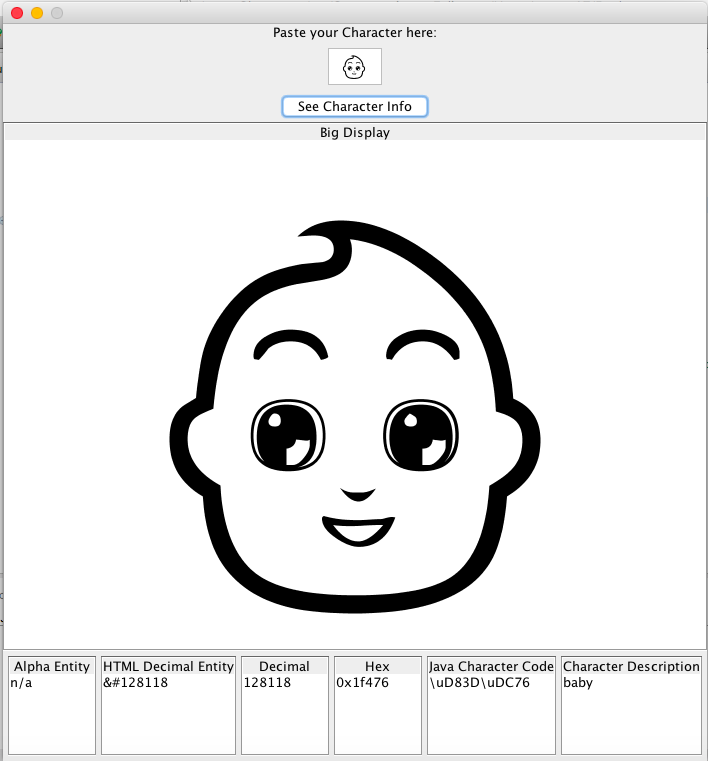 Paste your Character here:
See Character Info
Big Display
Alpha Entity
n/a
HTML Decimal Entity
&#128118
Decimal
128118
Hex
0x1f476
Java Character Code
\uD83D\uDC76
Character Description
baby